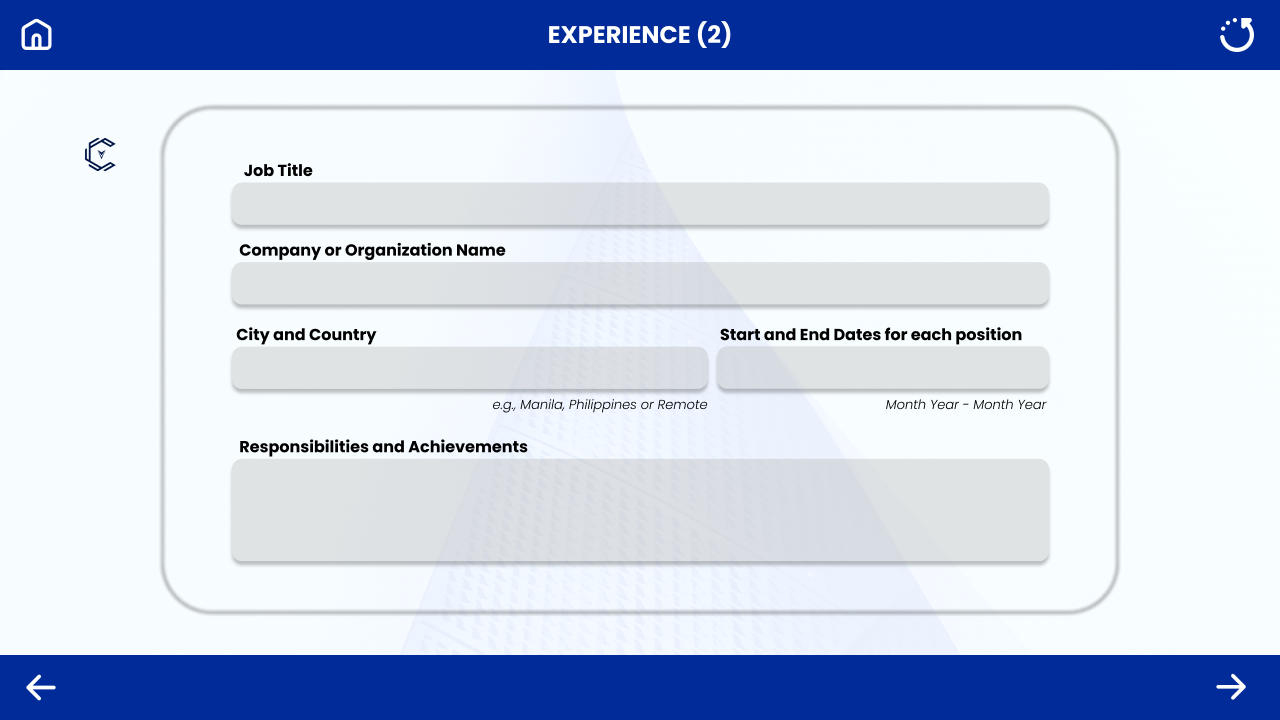 EXPERIENCE (2)
Job Title
Company or Organization Name
City and Country
Start and End Dates for each position
e.g., Manila, Philippines or Remote
Month Year - Month Year
Responsibilities and Achievements